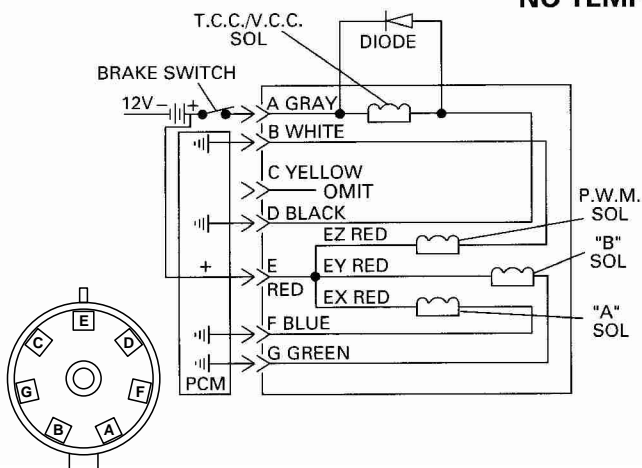 NO TEMP
T.C.C./V.C.C.
SOL
DIODE
BRAKE SWITCH
12V – +
A GRAY
B WHITE
C YELLOW
OMIT
D BLACK
P.W.M.
SOL
EZ RED
"B"
SOL
+
E
RED
EY RED
EX RED
"A"
SOL
F BLUE
G GREEN
PCM
E
C
D
G
F
B
A